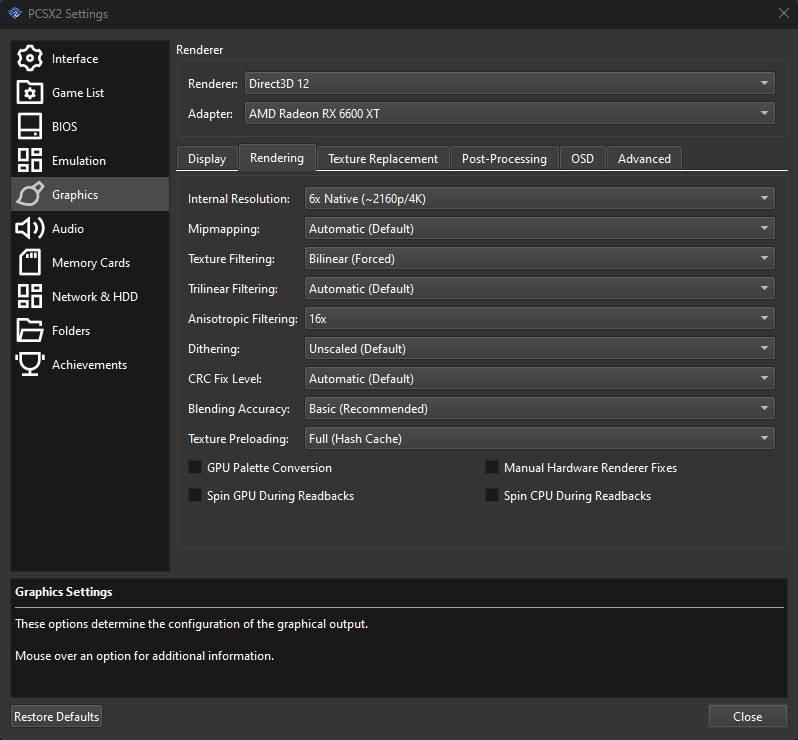 PCSX2 Settings
Interface
Game List
BIOS
Emulation
Graphics
Audio
Memory Cards
Network & HDD
Folders
Achievements
Renderer
Renderer: Direct3D 12
Adapter: AMD Radeon RX 6600 XT
Display Rendering Texture Replacement Post-Processing OSD Advanced
Internal Resolution: 6x Native (~2160p/4K)
Mipmapping: Automatic (Default)
Texture Filtering: Bilinear (Forced)
Trilinear Filtering: Automatic (Default)
Anisotropic Filtering: 16x
Dithering: Unscaled (Default)
CRC Fix Level: Automatic (Default)
Blending Accuracy: Basic (Recommended)
Texture Preloading: Full (Hash Cache)
GPU Palette Conversion Manual Hardware Renderer Fixes
Spin GPU During Readbacks Spin CPU During Readbacks
Graphics Settings
These options determine the configuration of the graphical output.
Mouse over an option for additional information.
Restore Defaults Close